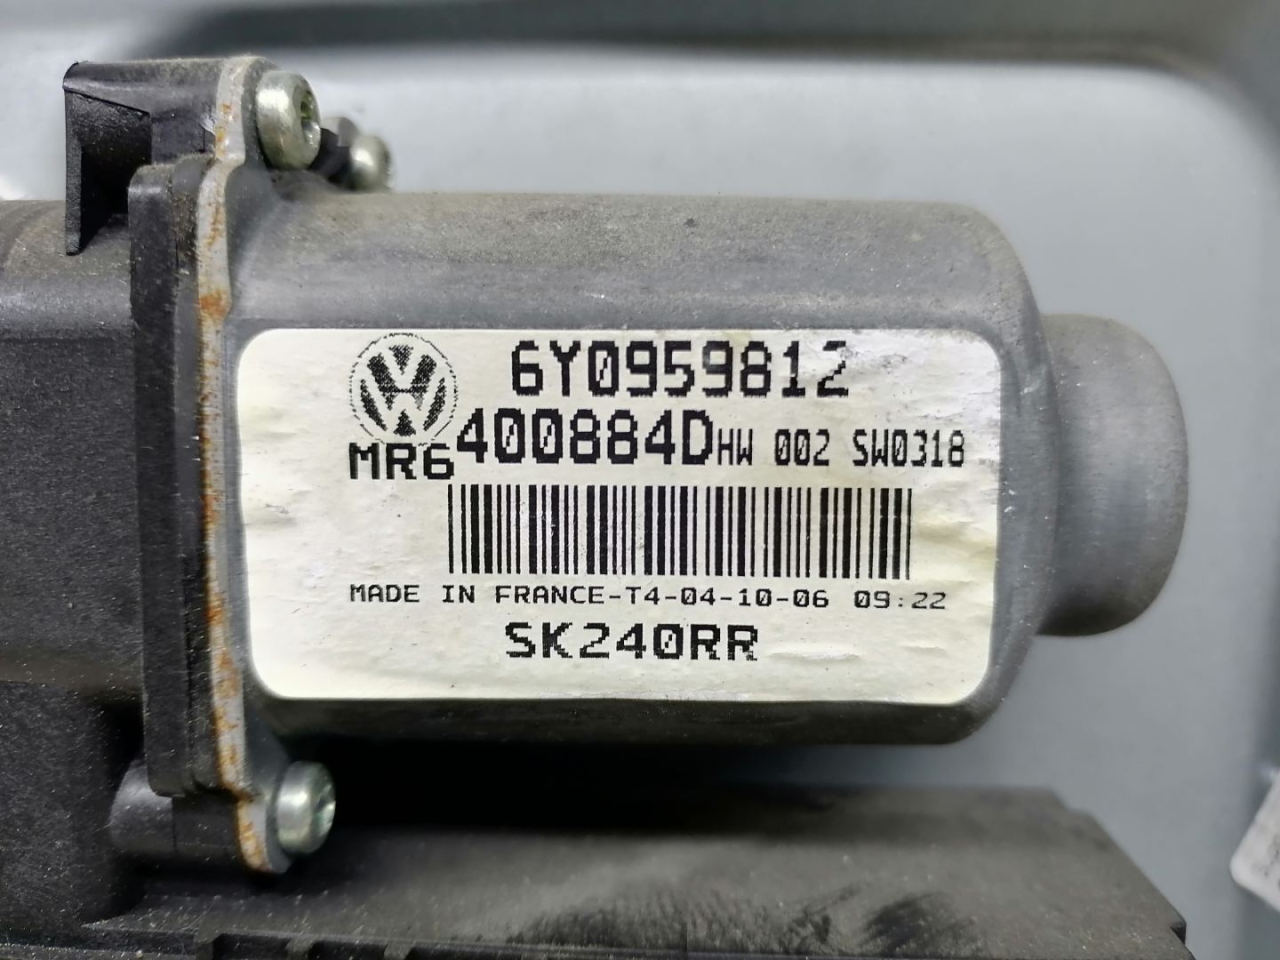 6Y0959812
MR6 400884D HW 002 SW0318
MADE IN FRANCE-T4-04-10-06 09:22
SK240RR